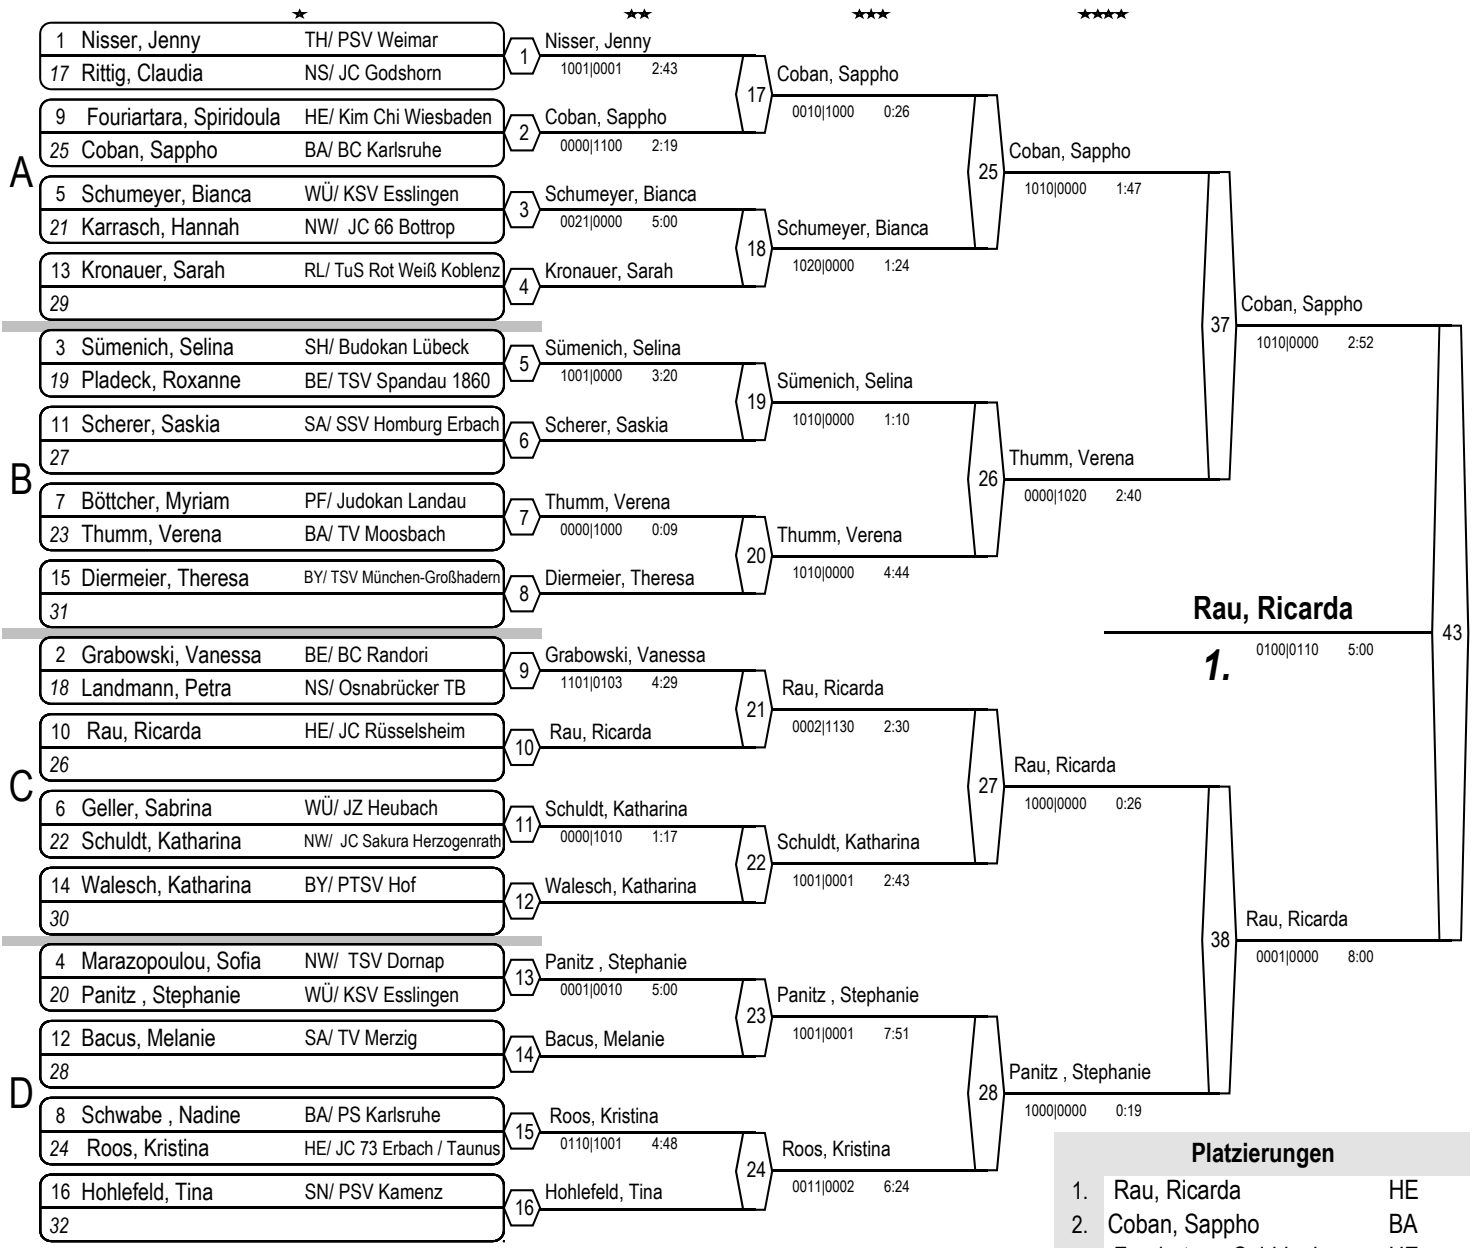 ★ ★★ ★★★ ★★★★
A
1 Nisser, Jenny TH/ PSV Weimar
17 Rittig, Claudia NS/ JC Godshorn
9 Fouriartara, Spiridoula HE/ Kim Chi Wiesbaden
25 Coban, Sappho BA/ BC Karlsruhe
5 Schumeyer, Bianca WÜ/ KSV Esslingen
21 Karrasch, Hannah NW/ JC 66 Bottrop
13 Kronauer, Sarah RL/ TuS Rot Weiß Koblenz
29
B
3 Sümenich, Selina SH/ Budokan Lübeck
19 Pladeck, Roxanne BE/ TSV Spandau 1860
11 Scherer, Saskia SA/ SSV Homburg Erbach
27
7 Böttcher, Myriam PF/ Judokan Landau
23 Thumm, Verena BA/ TV Moosbach
15 Diermeier, Theresa BY/ TSV München-Großhadern
31
C
2 Grabowski, Vanessa BE/ BC Randori
18 Landmann, Petra NS/ Osnabrücker TB
10 Rau, Ricarda HE/ JC Rüsselsheim
26
6 Geller, Sabrina WÜ/ JZ Heubach
22 Schuldt, Katharina NW/ JC Sakura Herzogenrath
14 Walesch, Katharina BY/ PTSV Hof
30
D
4 Marazopoulou, Sofia NW/ TSV Dornap
20 Panitz , Stephanie WÜ/ KSV Esslingen
12 Bacus, Melanie SA/ TV Merzig
28
8 Schwabe , Nadine BA/ PS Karlsruhe
24 Roos, Kristina HE/ JC 73 Erbach / Taunus
16 Hohlefeld, Tina SN/ PSV Kamenz
32
1 Nisser, Jenny
1001|0001 2:43
2 Coban, Sappho
0000|1100 2:19
3 Schumeyer, Bianca
0021|0000 5:00
4 Kronauer, Sarah
5 Sümenich, Selina
1001|0000 3:20
6 Scherer, Saskia
7 Thumm, Verena
0000|1000 0:09
8 Diermeier, Theresa
9 Grabowski, Vanessa
1101|0103 4:29
10 Rau, Ricarda
11 Schuldt, Katharina
0000|1010 1:17
12 Walesch, Katharina
13 Panitz , Stephanie
0001|0010 5:00
14 Bacus, Melanie
15 Roos, Kristina
0110|1001 4:48
16 Hohlefeld, Tina
17 Coban, Sappho
0010|1000 0:26
18 Schumeyer, Bianca
1020|0000 1:24
19 Sümenich, Selina
1010|0000 1:10
20 Thumm, Verena
1010|0000 4:44
21 Rau, Ricarda
0002|1130 2:30
22 Schuldt, Katharina
1001|0001 2:43
23 Panitz , Stephanie
1001|0001 7:51
24 Roos, Kristina
0011|0002 6:24
25 Coban, Sappho
1010|0000 1:47
26 Thumm, Verena
0000|1020 2:40
27 Rau, Ricarda
1000|0000 0:26
28 Panitz , Stephanie
1000|0000 0:19
37 Coban, Sappho
1010|0000 2:52
38 Rau, Ricarda
0001|0000 8:00
43 Rau, Ricarda
1. 0100|0110 5:00
Platzierungen
1. Rau, Ricarda HE
2. Coban, Sappho BA